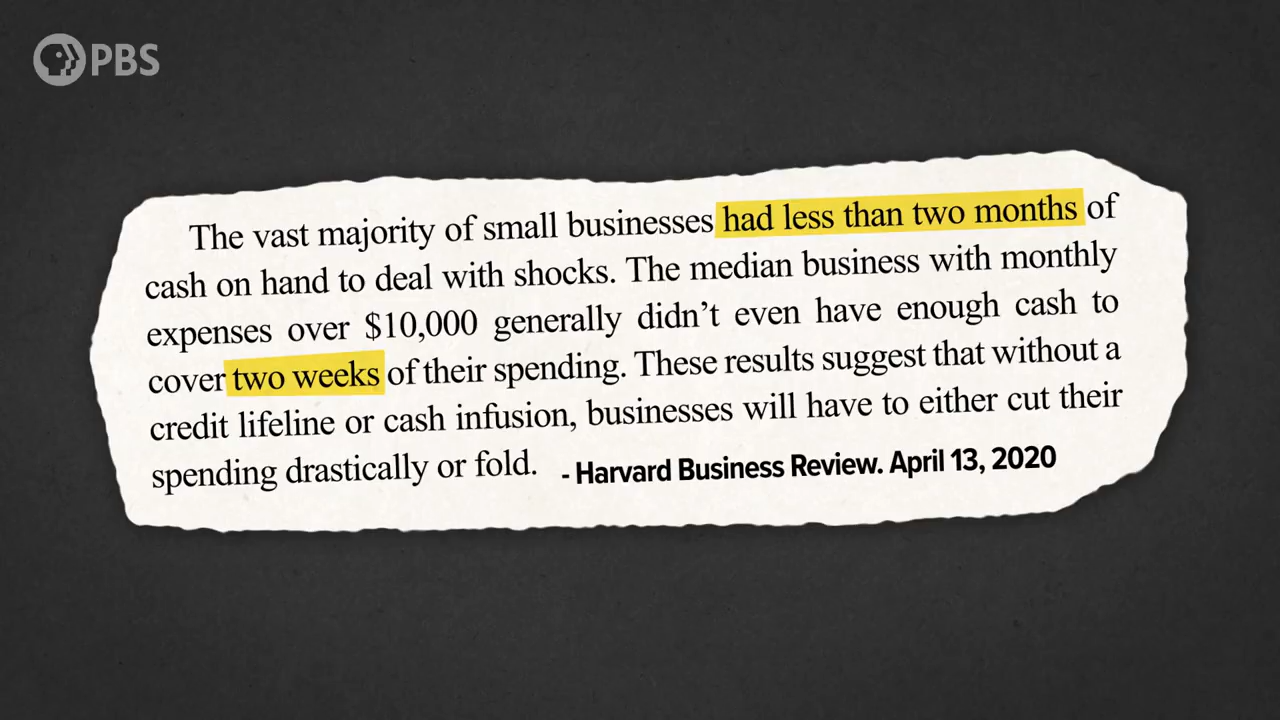 PBS
The vast majority of small businesses had less than two months of
cash on hand to deal with shocks. The median business with monthly
expenses over $10,000 generally didn't even have enough cash to
cover two weeks of their spending. These results suggest that without a
credit lifeline or cash infusion, businesses will have to either cut their
spending drastically or fold. - Harvard Business Review. April 13, 2020